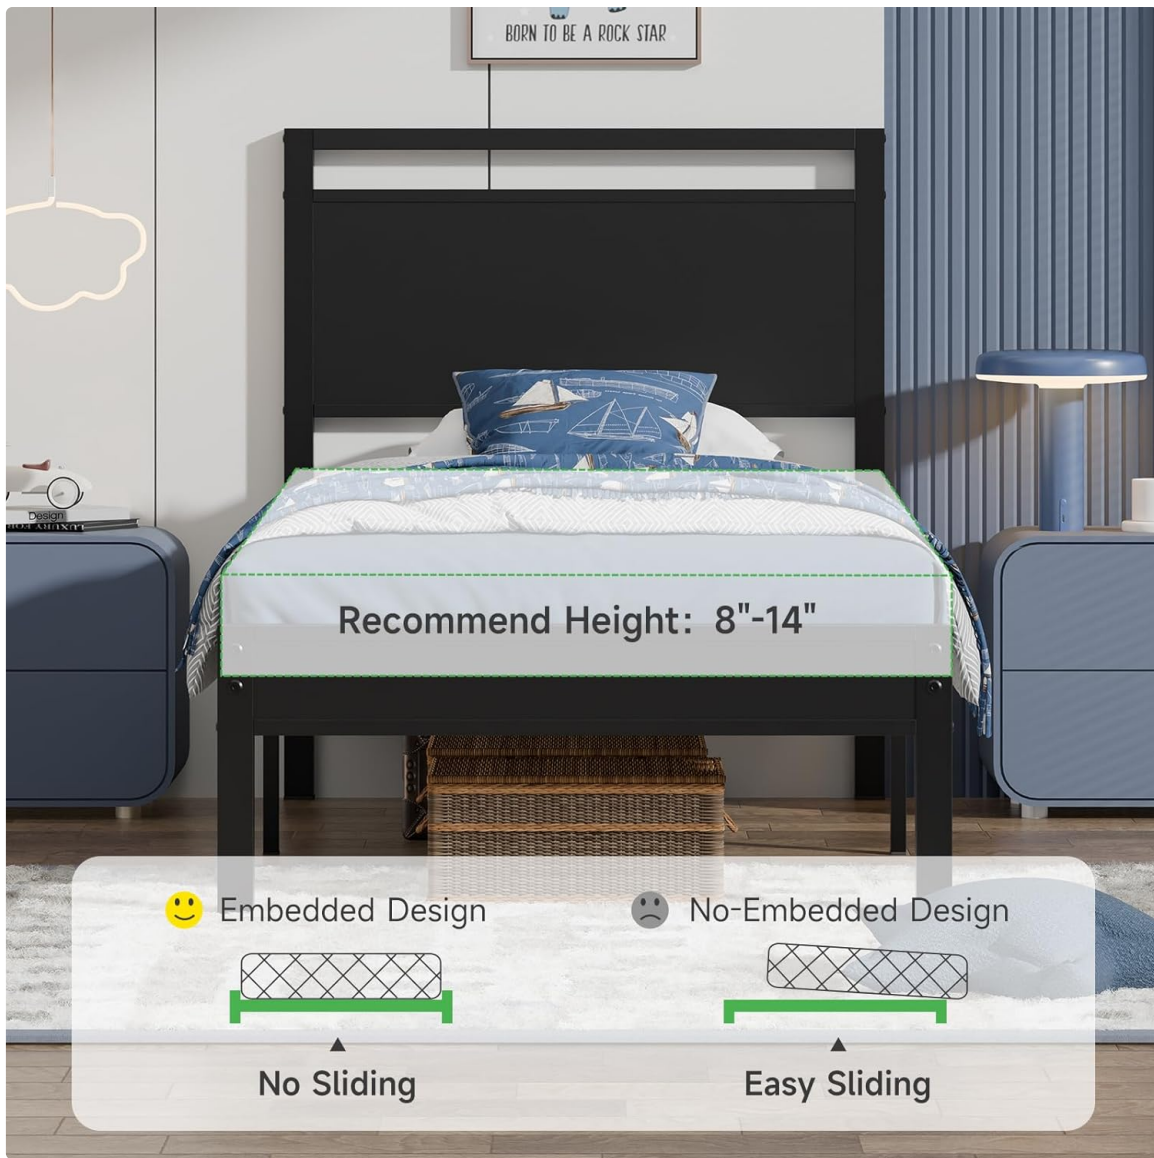 BORN TO BE A ROCK STAR
Design
Recommend Height: 8"-14"
Embedded Design
No-Embedded Design
No Sliding
Easy Sliding